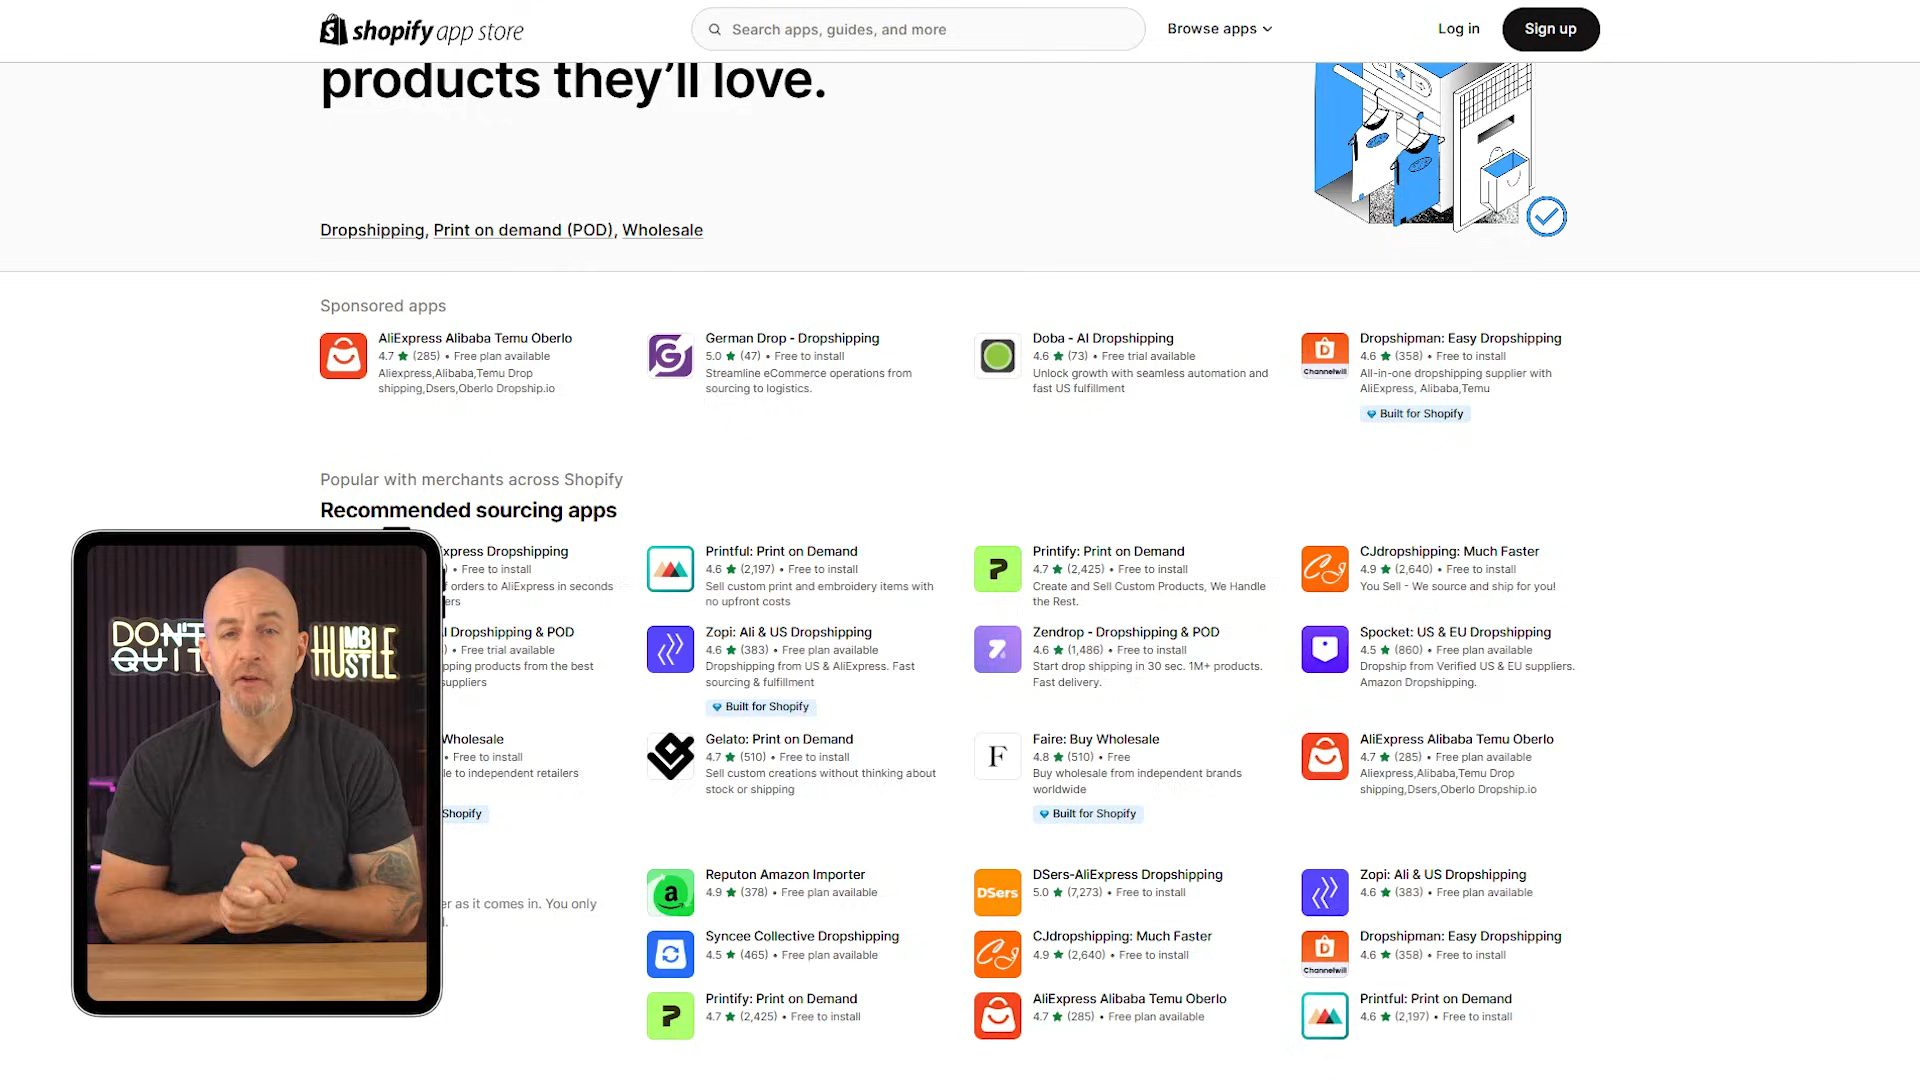 shopify app store
Search apps, guides, and more
Browse apps
Log in
Sign up
products they'll love.
Dropshipping, Print on demand (POD), Wholesale
Sponsored apps
AliExpress Alibaba Temu Oberlo
4.7 ★ (285) • Free plan available
Aliexpress,Alibaba,Temu Drop
shipping,Dsers,Oberlo Dropship.io
German Drop - Dropshipping
5.0 ★ (47) • Free to install
Streamline eCommerce operations from
sourcing to logistics.
Doba - AI Dropshipping
4.6 ★ (73) • Free trial available
Unlock growth with seamless automation and
fast US fulfillment
D
Channelwill
Dropshipman: Easy Dropshipping
4.6 ★ (358) • Free to install
All-in-one dropshipping supplier with
AliExpress, Alibaba,Temu
Built for Shopify
Popular with merchants across Shopify
Recommended sourcing apps
xpress Dropshipping
) • Free to install
f orders to AliExpress in seconds
ers
Printful: Print on Demand
4.6 ★ (2,197) • Free to install
Sell custom print and embroidery items with
no upfront costs
Printify: Print on Demand
4.7 ★ (2,425) • Free to install
Create and Sell Custom Products, We Handle
the Rest.
CJdropshipping: Much Faster
4.9 ★ (2,640) • Free to install
You Sell - We source and ship for you!
I Dropshipping & POD
) • Free trial available
pping products from the best
uppliers
Zopi: Ali & US Dropshipping
4.6 ★ (383) • Free plan available
Dropshipping from US & AliExpress. Fast
sourcing & fulfillment
Built for Shopify
Zendrop - Dropshipping & POD
4.6 ★ (1,486) • Free to install
Start drop shipping in 30 sec. 1M+ products.
Fast delivery.
Spocket: US & EU Dropshipping
4.5 ★ (860) • Free plan available
Dropship from Verified US & EU suppliers.
Amazon Dropshipping.
Wholesale
• Free to install
le to independent retailers
Shopify
Gelato: Print on Demand
4.7 ★ (510) • Free to install
Sell custom creations without thinking about
stock or shipping
F
Faire: Buy Wholesale
4.8 ★ (510) • Free
Buy wholesale from independent brands
worldwide
Built for Shopify
AliExpress Alibaba Temu Oberlo
4.7 ★ (285) • Free plan available
Aliexpress,Alibaba,Temu Drop
shipping,Dsers,Oberlo Dropship.io
er as it comes in. You only
l.
a
Reputon Amazon Importer
4.9 ★ (378) • Free plan available
DSers
DSers-AliExpress Dropshipping
5.0 ★ (7,273) • Free to install
Zopi: Ali & US Dropshipping
4.6 ★ (383) • Free plan available
Syncee Collective Dropshipping
4.5 ★ (465) • Free plan available
CJdropshipping: Much Faster
4.9 ★ (2,640) • Free to install
D
Channelwill
Dropshipman: Easy Dropshipping
4.6 ★ (358) • Free to install
Printify: Print on Demand
4.7 ★ (2,425) • Free to install
AliExpress Alibaba Temu Oberlo
4.7 ★ (285) • Free plan available
Printful: Print on Demand
4.6 ★ (2,197) • Free to install
DON'T
QUIT
HUMBLE
HUSTLE